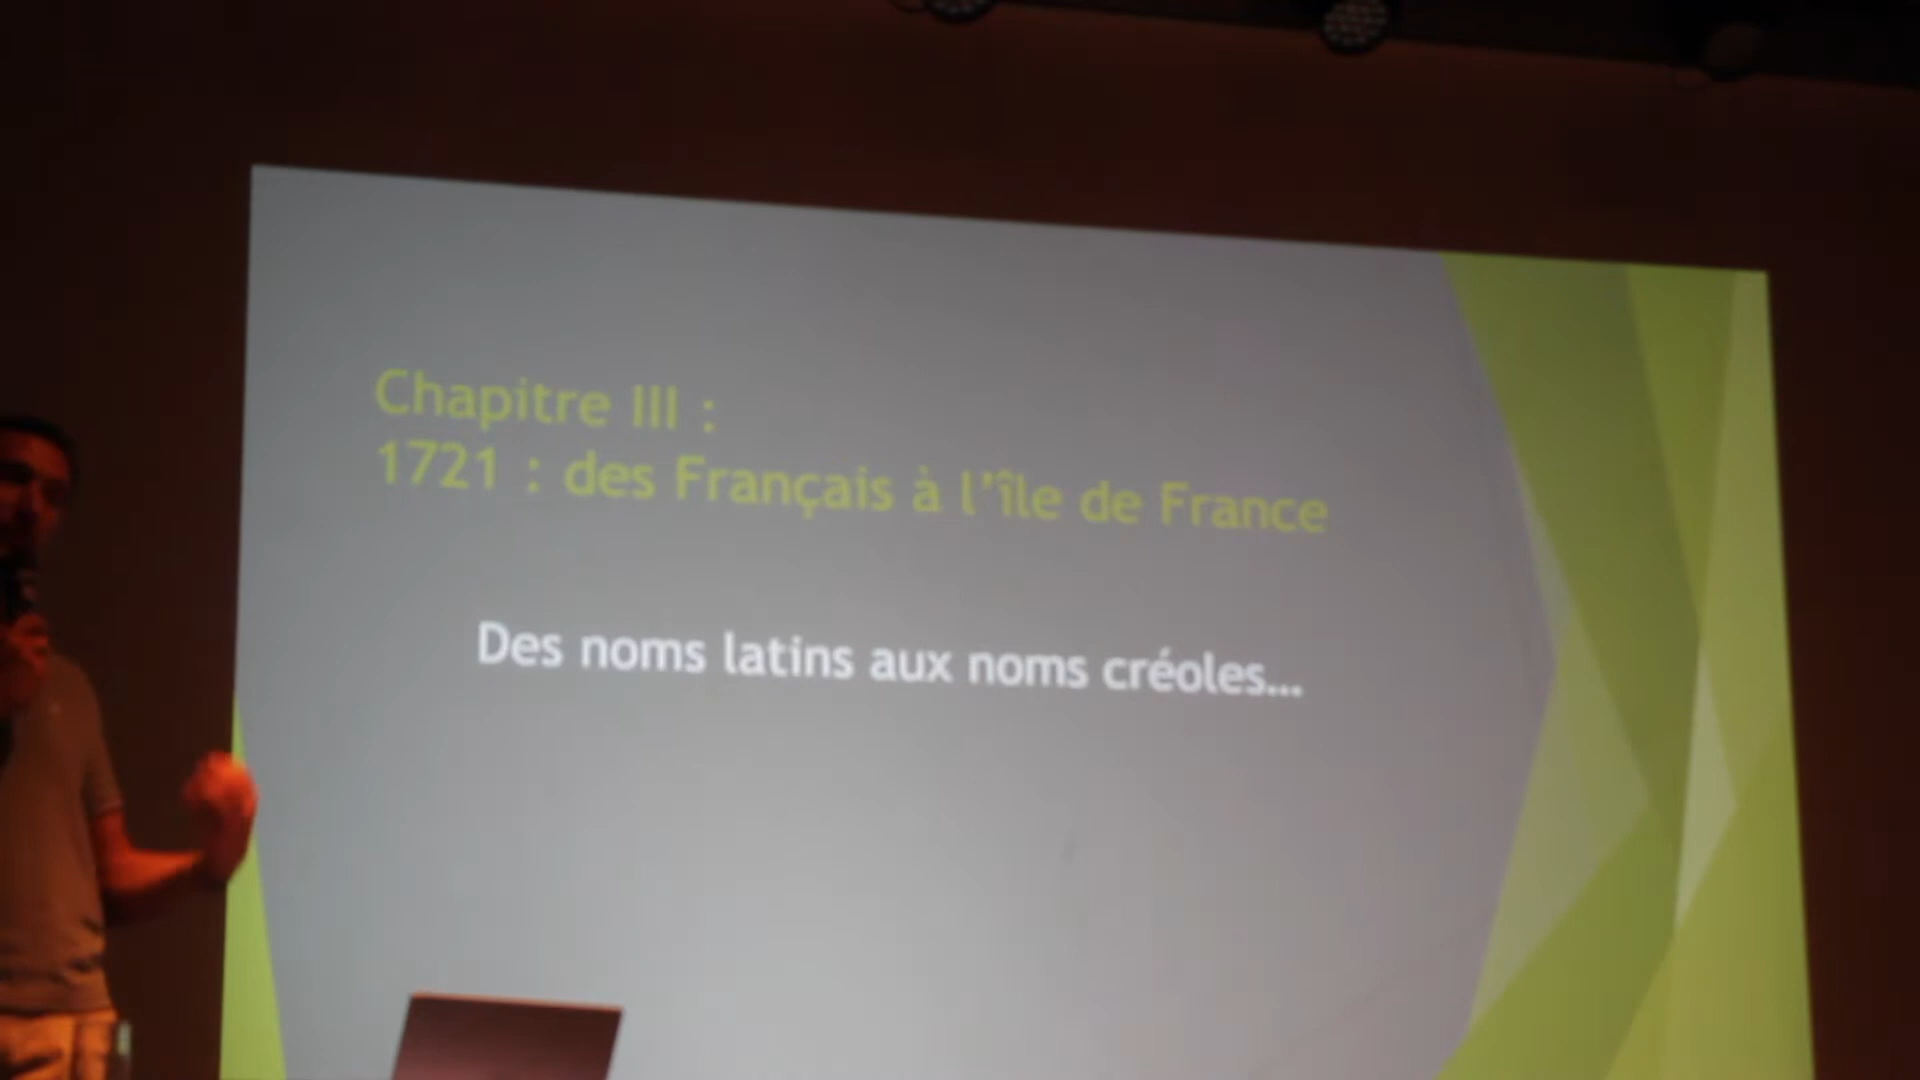 Chapitre III :
1721 : des Français à l’île de France
Des noms latins aux noms créoles...